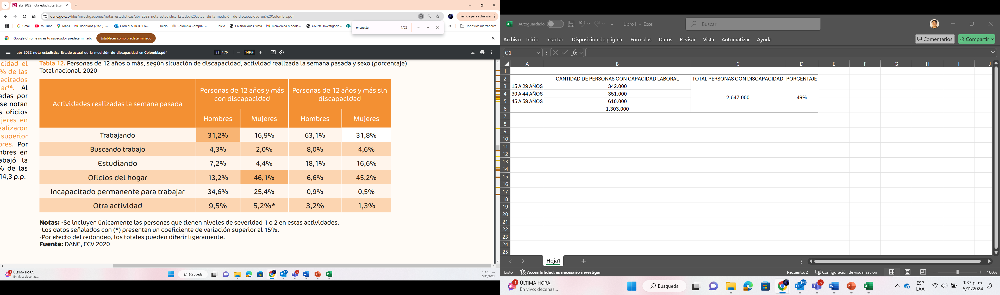 abr_2022_nota_estadistica_Esta
dane.gov.co/files/investigaciones/notas-estadisticas/abr_2022_nota_estadistica_Estado%20actual_de_la_medición_de_discapacidad_en%20Colombia.pdf
Reinicia para actualizar
Gmail YouTube Maps Recibidos (2,628) -... Correo: SERGIO EN... Inicio Colombia Compra E... Inicio Calificaciones: Vista Bienvenida Moodle... Course: Investigació...
encuesta 1/52
» Todos los marcadores
Google Chrome no es tu navegador predeterminado Establecer como predeterminado
abr_2022_nota_estadistica_Estado actual_de_la_medición_de_discapacidad_en Colombia.pdf 33 / 76 149%
acidad el
% de las
acitados
jar¹⁶. Al
adas por
se notan
s oficios
jeres en
ealizaron
superior
bres. Por
mbres en
abajó la
% de las
14,3 p.p.
Tabla 12. Personas de 12 años o más, según situación de discapacidad, actividad realizada la semana pasada y sexo (porcentaje)
Total nacional. 2020
Actividades realizadas la semana pasada
Personas de 12 años y más
con discapacidad
Personas de 12 años y más sin
discapacidad
Hombres Mujeres Hombres Mujeres
Trabajando 31,2% 16,9% 63,1% 31,8%
Buscando trabajo 4,3% 2,0% 8,0% 4,6%
Estudiando 7,2% 4,4% 18,1% 16,6%
Oficios del hogar 13,2% 46,1% 6,6% 45,2%
Incapacitado permanente para trabajar 34,6% 25,4% 0,9% 0,5%
Otra actividad 9,5% 5,2%* 3,2% 1,3%
Notas: -Se incluyen únicamente las personas que tienen niveles de severidad 1 o 2 en estas actividades.
-Los datos señalados con (*) presentan un coeficiente de variación superior al 15%.
-Por efecto del redondeo, los totales pueden diferir ligeramente.
Fuente: DANE, ECV 2020
1 ÚLTIMA HORA
En vivo: decenas...
Búsqueda
5
1:37 p. m.
5/11/2024
Autoguardado Libro1 - Excel Buscar
Archivo Inicio Insertar Disposición de página Fórmulas Datos Revisar Vista Automatizar Ayuda Comentarios Compartir
C1 fx
A B C D E F G H I J
1
2 CANTIDAD DE PERSONAS CON CAPACIDAD LABORAL TOTAL PERSONAS CON DISCAPACIDAD PORCENTAJE
3 15 A 29 AÑOS 342.000
4 30 A 44 AÑOS 351.000
2,647.000 49%
5 45 A 59 AÑOS 610.000
6 1,303.000
7
8
9
10
11
12
13
14
15
16
17
18
19
20
21
22
23
24
25
Hoja1
Listo Accesibilidad: es necesario investigar Recuento: 2 Configuración de visualización 100%
1 ÚLTIMA HORA
En vivo: decenas...
Búsqueda
5
ESP
LAA
1:37 p. m.
5/11/2024